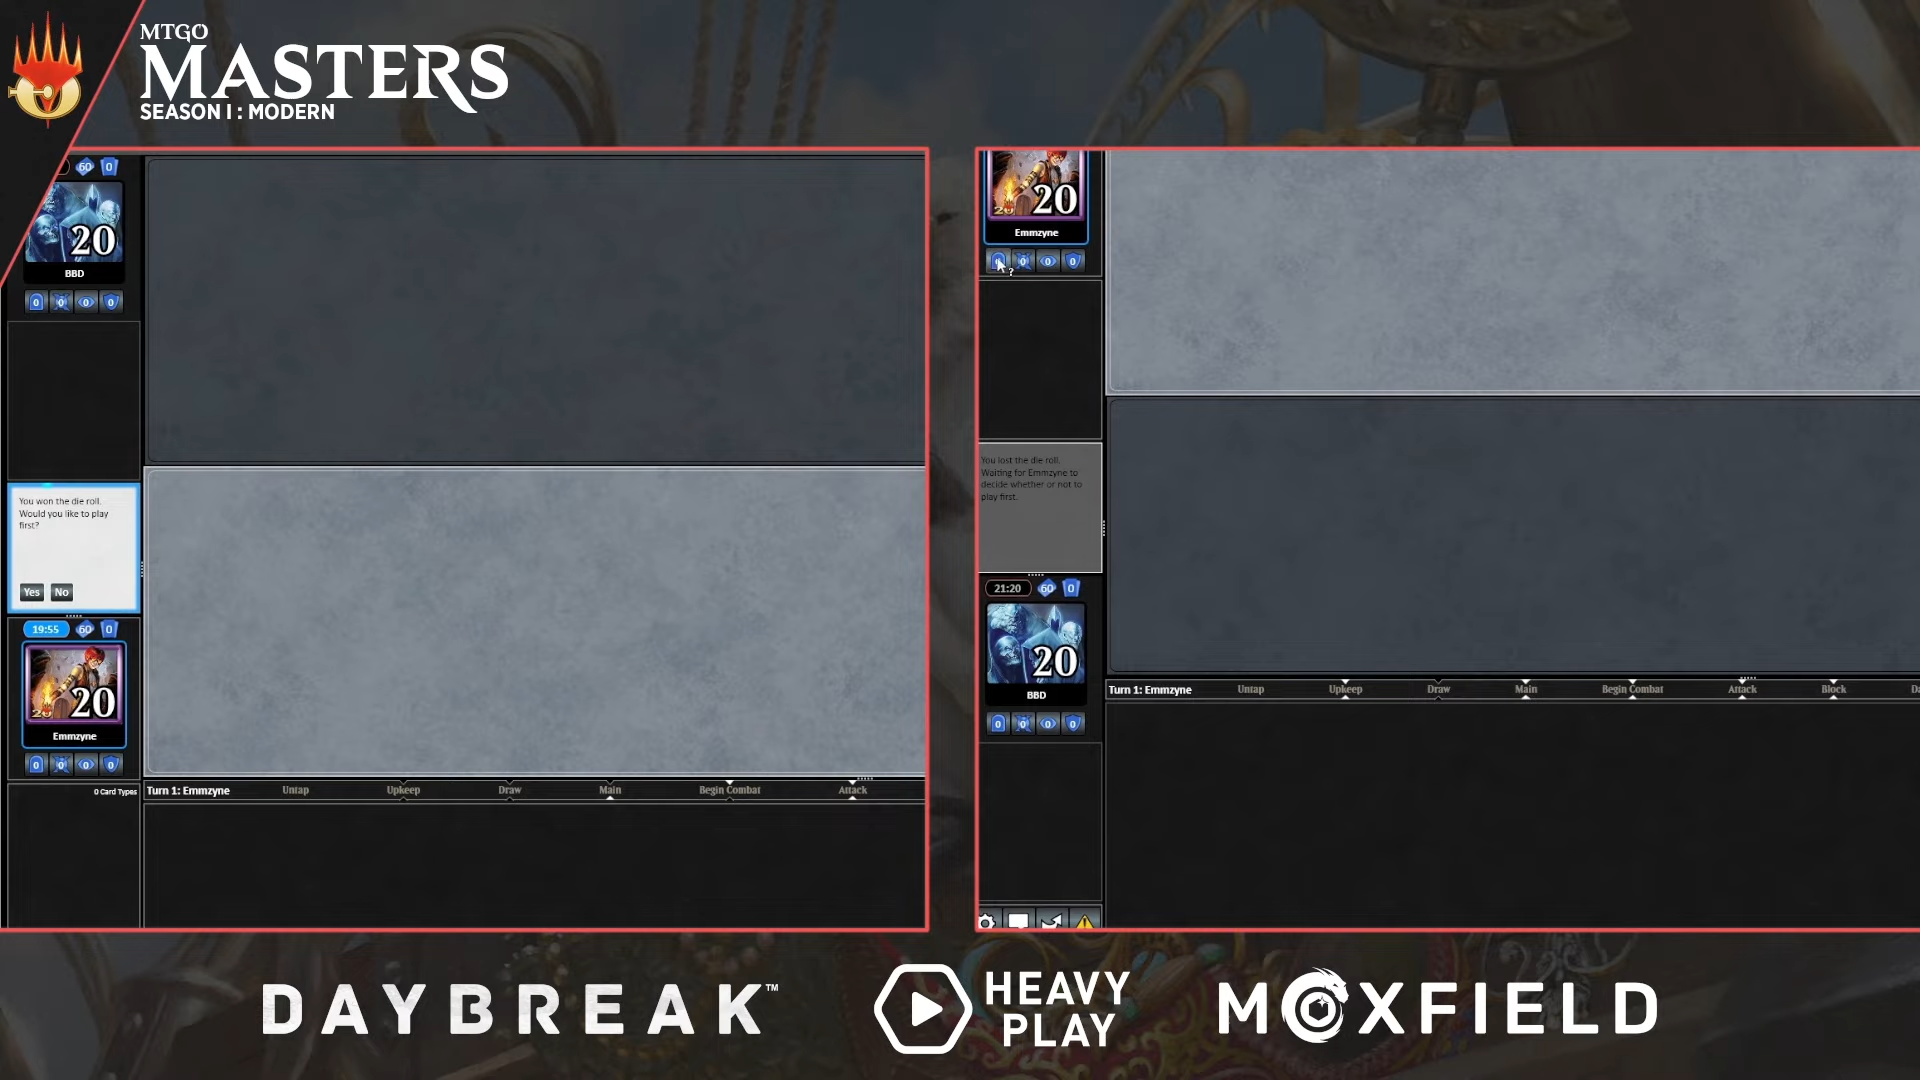 MTGO
MASTERS
SEASON I : MODERN
60 0
20
BBD
0 0 0 0
You won the die roll.
Would you like to play
first?
Yes No
19:55 60 0
20
Emmzyne
0 0 0 0
0 Card Types
Turn 1: Emmzyne Untap Upkeep Draw Main Begin Combat Attack
20
Emmzyne
0 0 0
You lost the die roll.
Waiting for Emmzyne to
decide whether or not to
play first.
21:20 60 0
20
BBD
0 0 0 0
Turn 1: Emmzyne Untap Upkeep Draw Main Begin Combat Attack Block
DAYBREAK™
HEAVY
PLAY
MOXFIELD